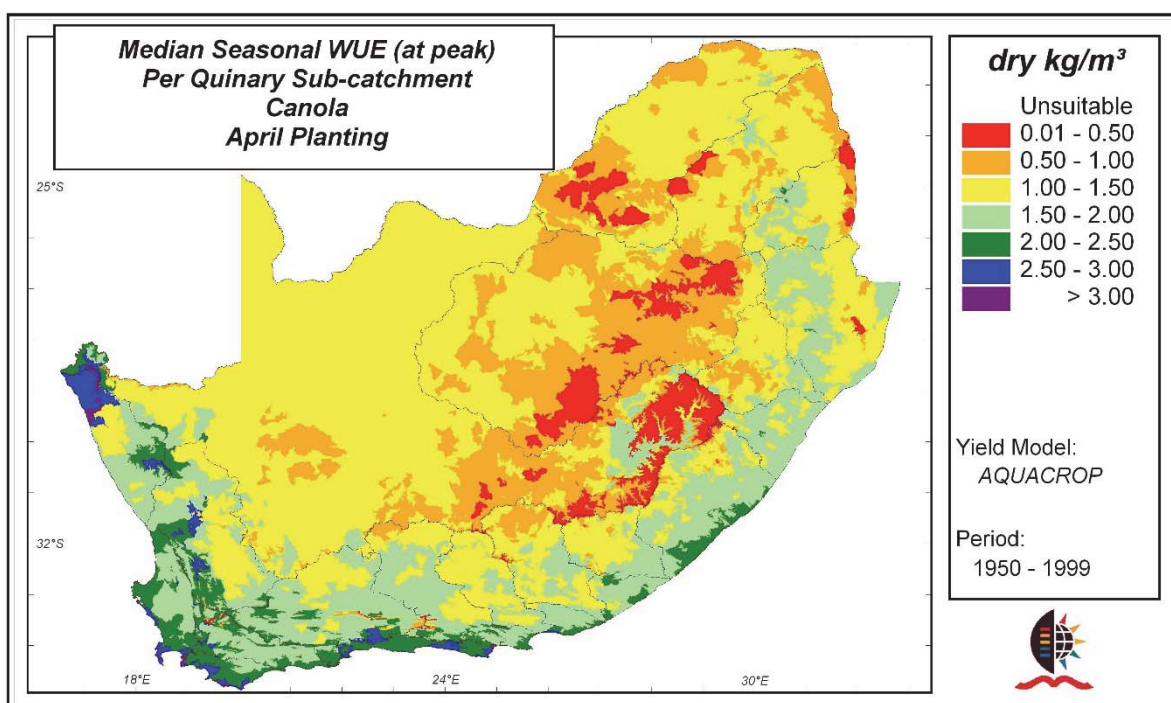 Median Seasonal WUE (at peak)
Per Quinary Sub-catchment
Canola
April Planting
dry kg/m³
Unsuitable
0.01 - 0.50
0.50 - 1.00
1.00 - 1.50
1.50 - 2.00
2.00 - 2.50
2.50 - 3.00
> 3.00
Yield Model:
AQUACROP
Period:
1950 - 1999
25°S
32°S
18°E
24°E
30°E